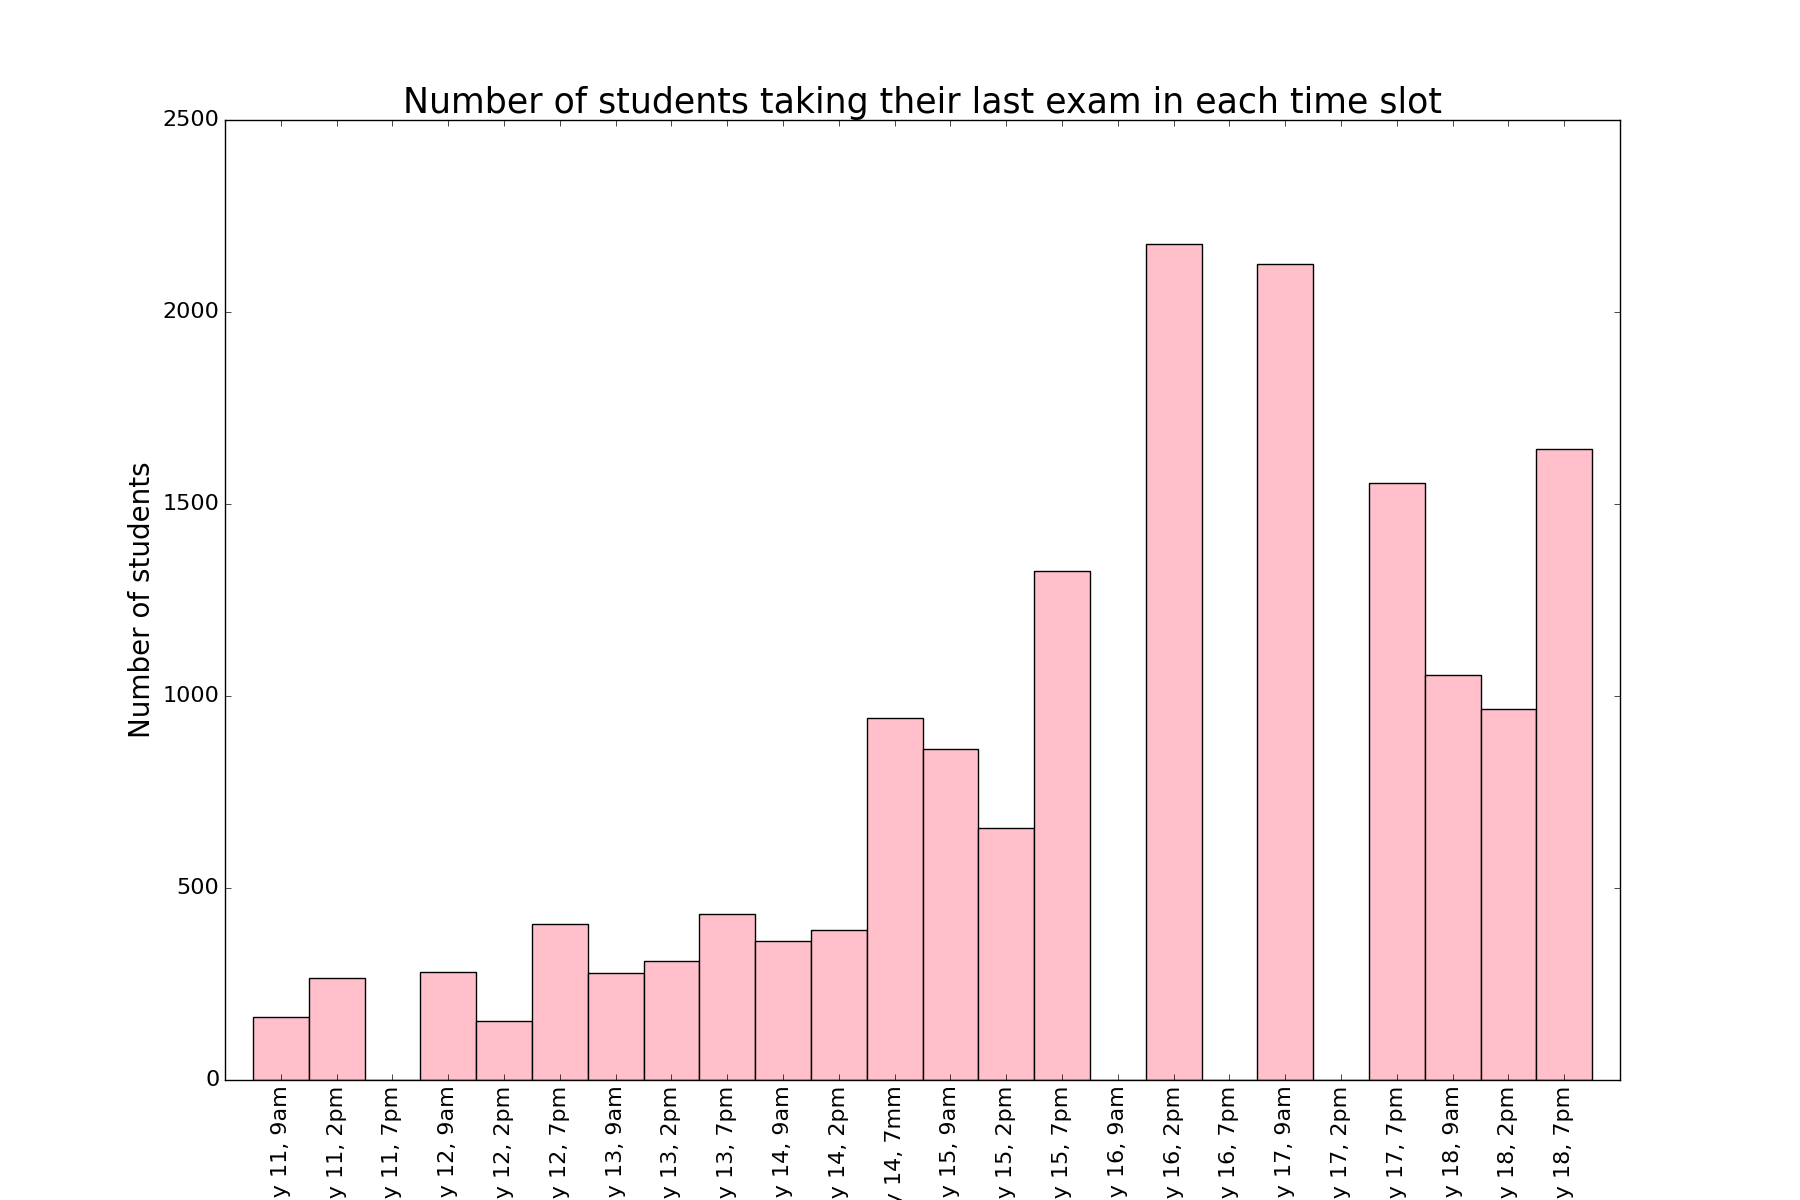 Number of students taking their last exam in each time slot
Number of students
2500
2000
1500
1000
500
0
y 11, 9am
y 11, 2pm
y 11, 7pm
y 12, 9am
y 12, 2pm
y 12, 7pm
y 13, 9am
y 13, 2pm
y 13, 7pm
y 14, 9am
y 14, 2pm
y 14, 7mm
y 15, 9am
y 15, 2pm
y 15, 7pm
y 16, 9am
y 16, 2pm
y 16, 7pm
y 17, 9am
y 17, 2pm
y 17, 7pm
y 18, 9am
y 18, 2pm
y 18, 7pm